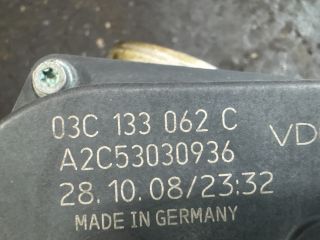 03C 133 062 C
A2C53030936
28.10.08/23:32
MADE IN GERMANY